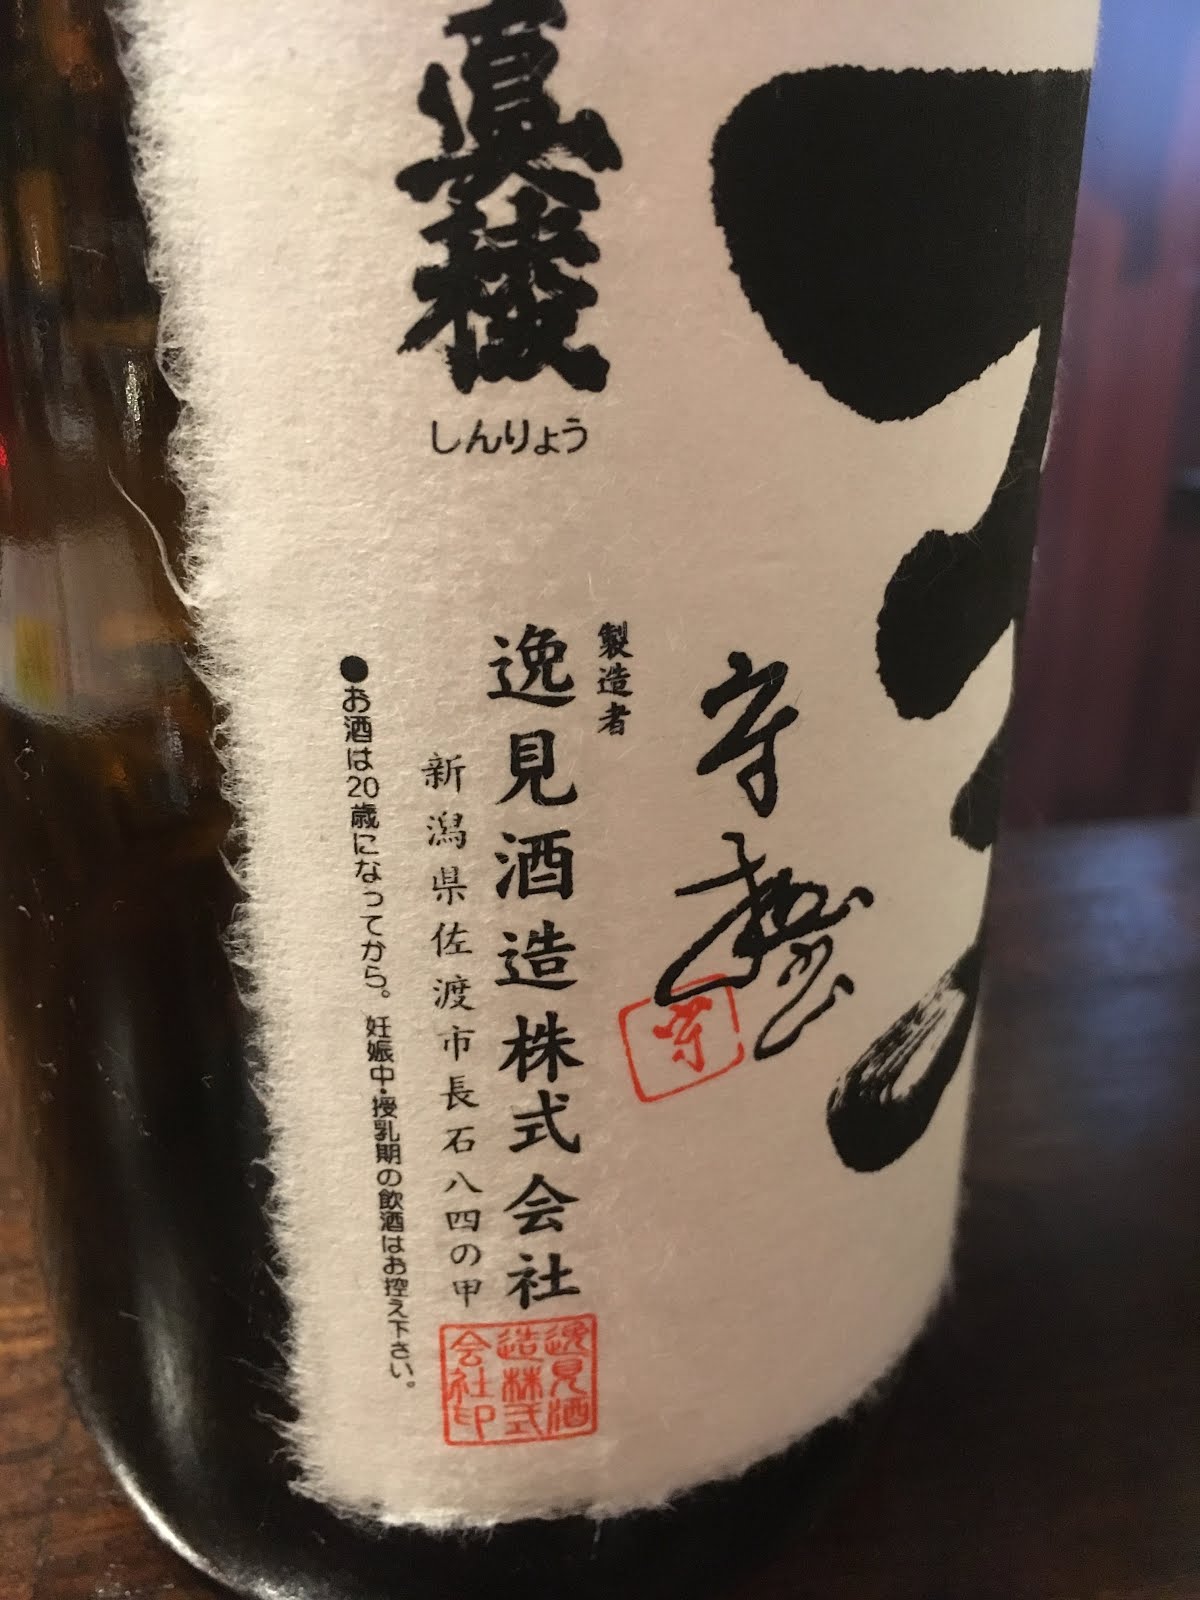 真稜
しんりょう
製造者
逸見酒造株式会社
新潟県佐渡市長石八四の甲
●お酒は20歳になってから。妊娠中・授乳期の飲酒はお控え下さい。
逸見酒
造株式
会社印